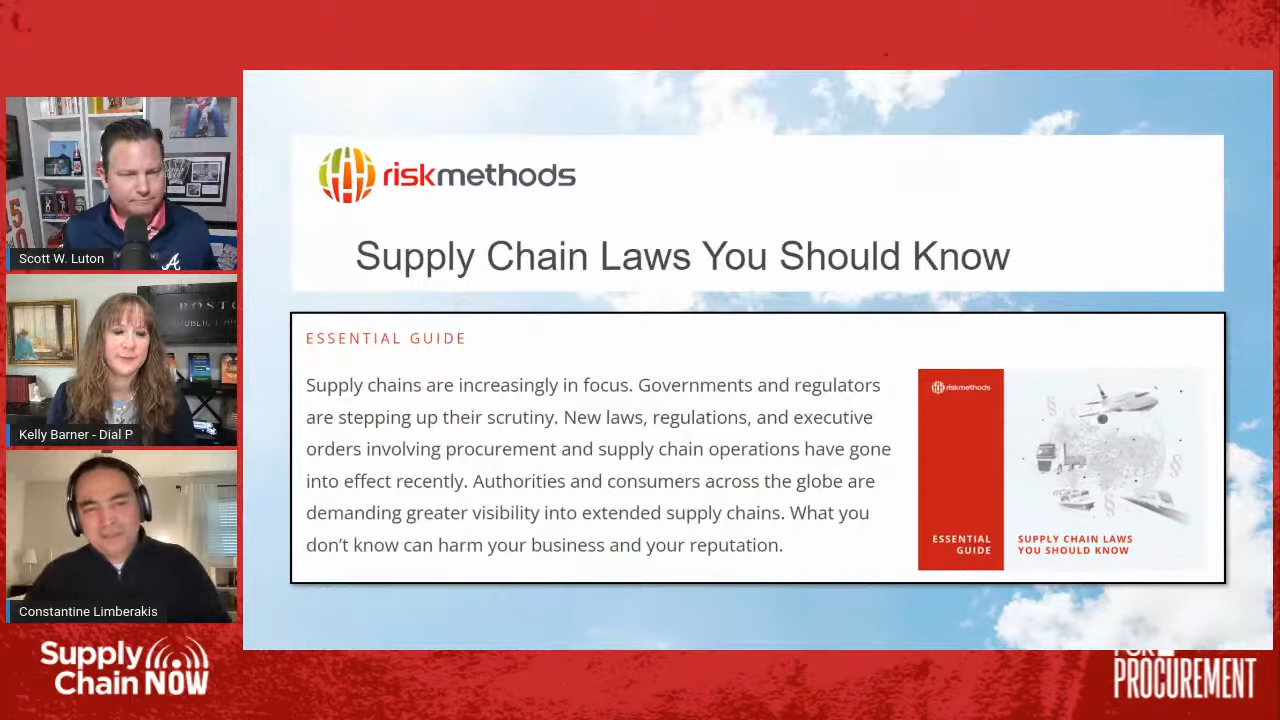 Scott W. Luton
BOSTO
PUBLIC LIBR
Kelly Barner - Dial P
Constantine Limberakis
Supply
Chain NOW
riskmethods
Supply Chain Laws You Should Know
ESSENTIAL GUIDE
Supply chains are increasingly in focus. Governments and regulators
are stepping up their scrutiny. New laws, regulations, and executive
orders involving procurement and supply chain operations have gone
into effect recently. Authorities and consumers across the globe are
demanding greater visibility into extended supply chains. What you
don't know can harm your business and your reputation.
riskmethods
ESSENTIAL
GUIDE
SUPPLY CHAIN LAWS
YOU SHOULD KNOW
PROCUREMENT